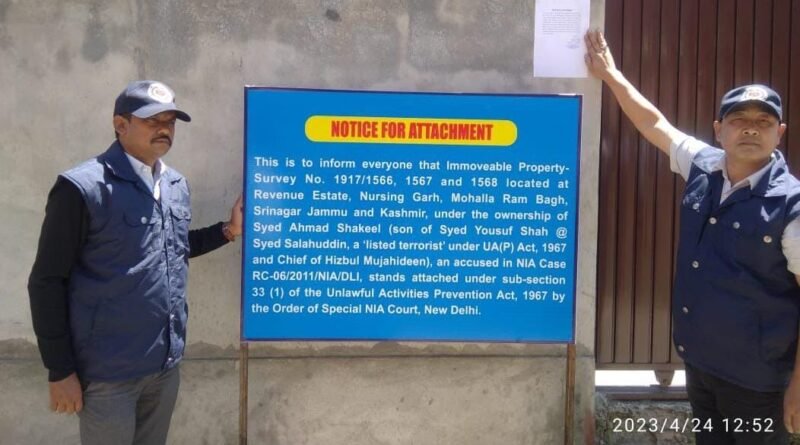 NOTICE FOR ATTACHMENT
This is to inform everyone that Immoveable Property-
Survey No. 1917/1566, 1567 and 1568 located at
Revenue Estate, Nursing Garh, Mohalla Ram Bagh,
Srinagar Jammu and Kashmir, under the ownership of
Syed Ahmad Shakeel (son of Syed Yousuf Shah @
Syed Salahuddin, a 'listed terrorist' under UA(P) Act, 1967
and Chief of Hizbul Mujahideen), an accused in NIA Case
RC-06/2011/NIA/DLI, stands attached under sub-section
33 (1) of the Unlawful Activities Prevention Act, 1967 by
the Order of Special NIA Court, New Delhi.
2023/4/24 12:52